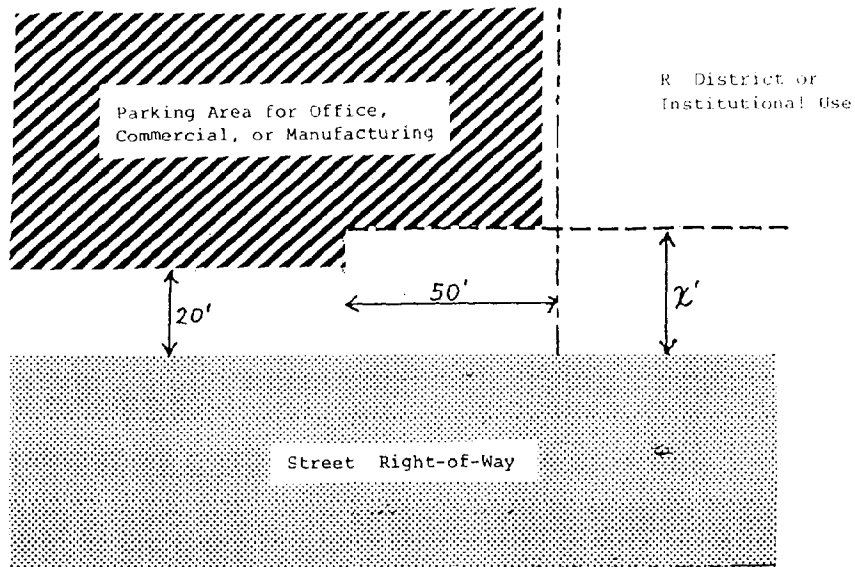 Parking Area for Office,
Commercial, or Manufacturing
R District or
Institutional Use
50'
20'
x'
Street Right-of-Way